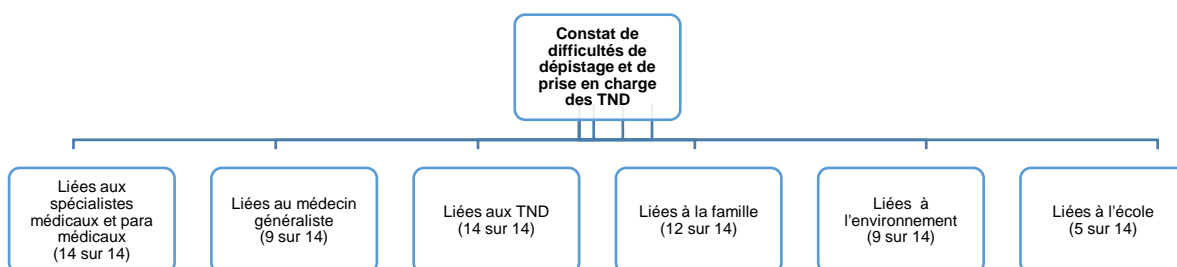 Constat de
difficultés de
dépistage et de
prise en charge
des TND
Liées aux
spécialistes
médicaux et para
médicaux
(14 sur 14)
Liées au médecin
généraliste
(9 sur 14)
Liées aux TND
(14 sur 14)
Liées à la famille
(12 sur 14)
Liées à
l'environnement
(9 sur 14)
Liées à l'école
(5 sur 14)